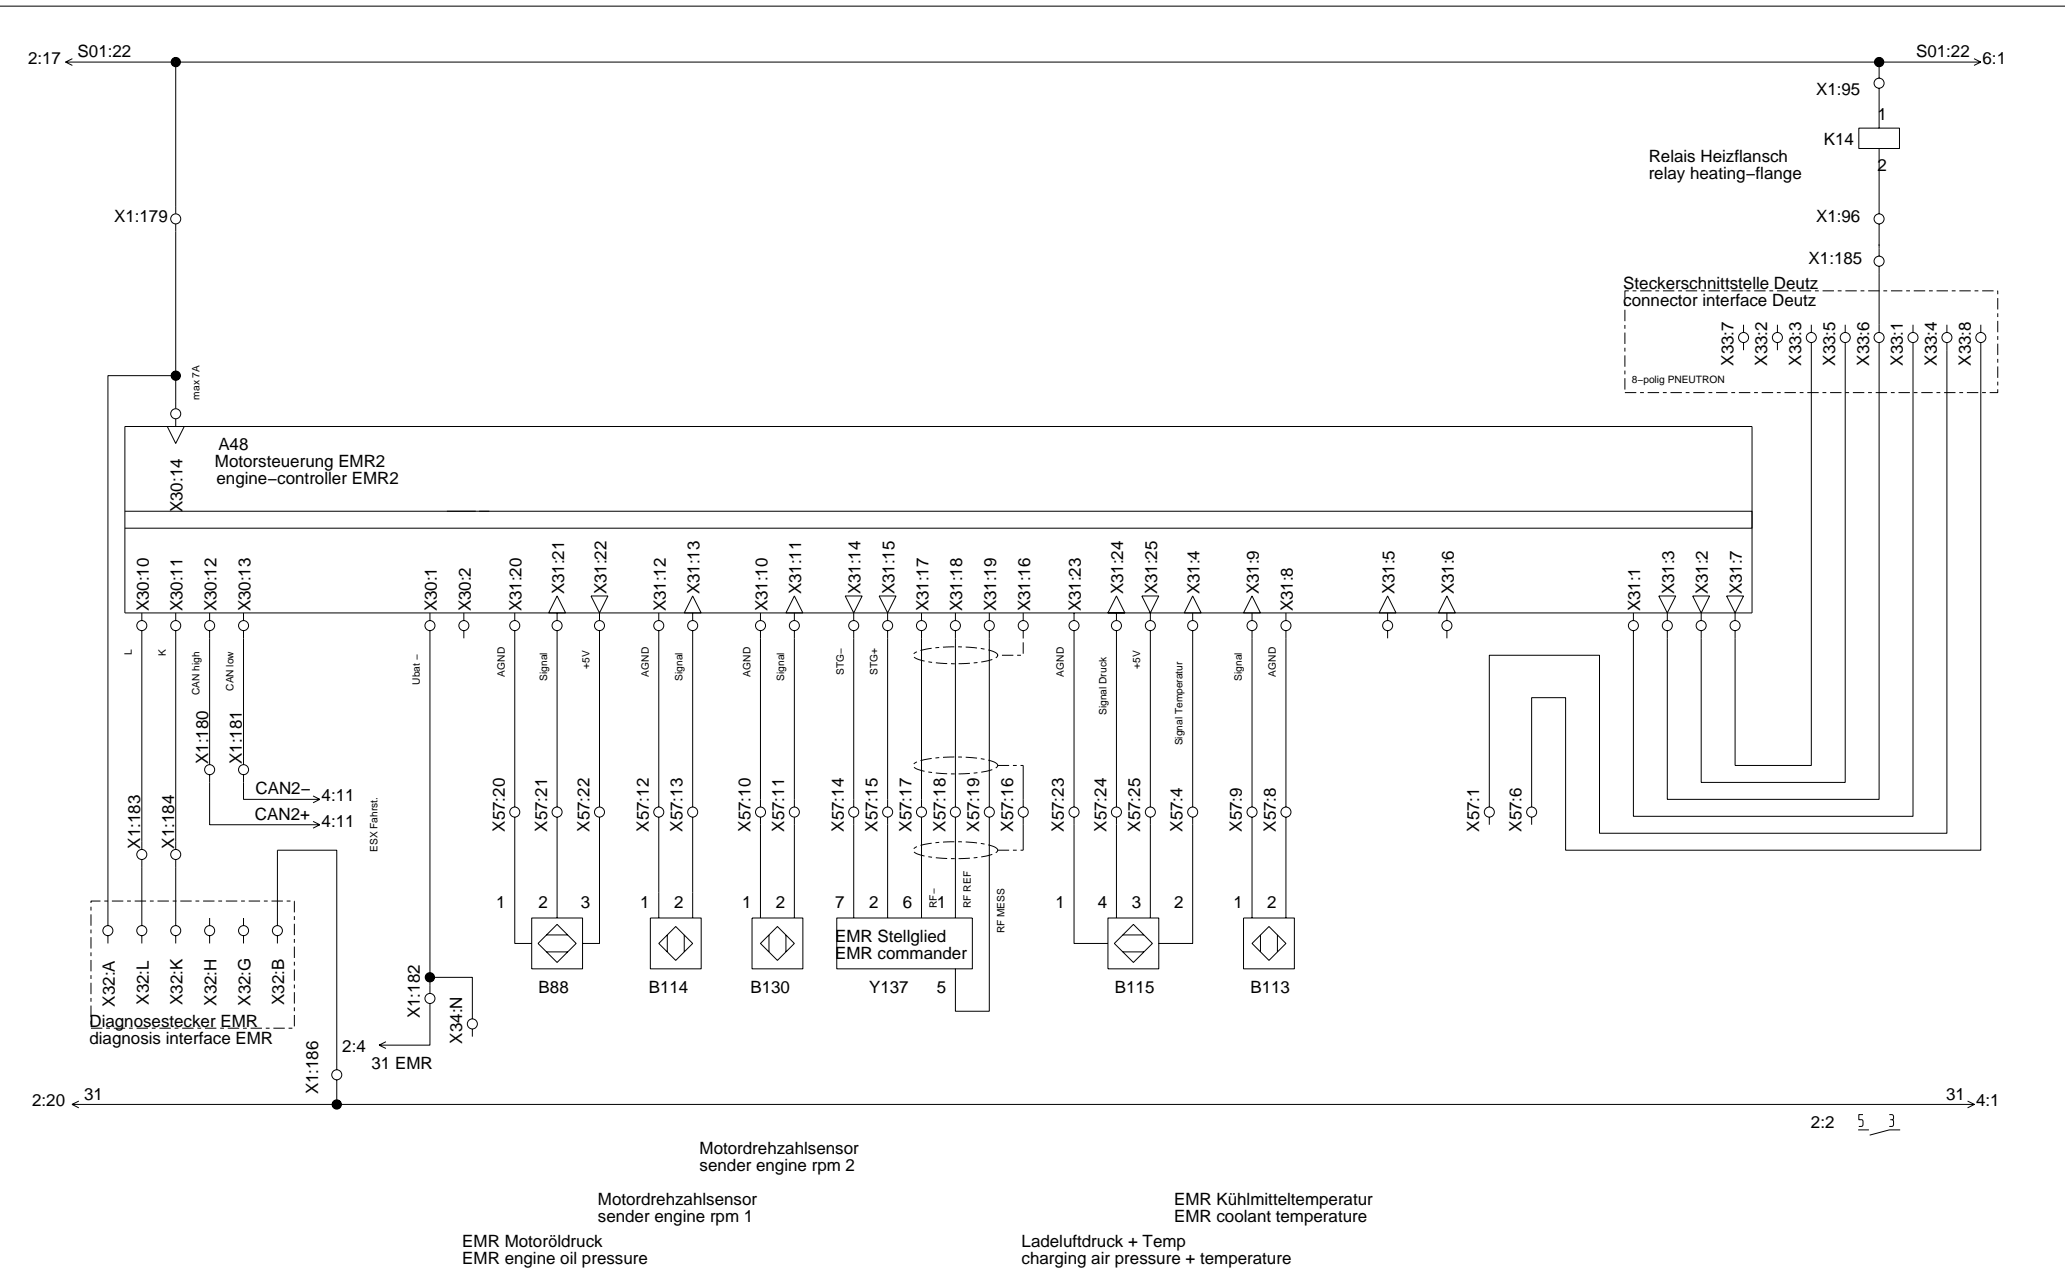 2:17
S01:22
S01:22
6:1
X1:95
1
K14
2
Relais Heizflansch
relay heating–flange
X1:179
X1:96
X1:185
Steckerschnittstelle Deutz
connector interface Deutz
X33:7
X33:2
X33:3
X33:5
X33:6
X33:1
X33:4
X33:8
8–polig PNEUTRON
max 7A
A48
Motorsteuerung EMR2
engine–controller EMR2
X30:14
X30:10
X30:11
X30:12
X30:13
X30:1
X30:2
X31:20
X31:21
X31:22
X31:12
X31:13
X31:10
X31:11
X31:14
X31:15
X31:17
X31:18
X31:19
X31:16
X31:23
X31:24
X31:25
X31:4
X31:9
X31:8
X31:5
X31:6
X31:1
X31:3
X31:2
X31:7
L
K
CAN high
CAN low
Ubat –
AGND
Signal
+5V
AGND
Signal
AGND
Signal
STG–
STG+
AGND
Signal Druck
+5V
Signal Temperatur
Signal
AGND
X1:180
X1:181
CAN2–
4:11
CAN2+
4:11
ESX Fahrst.
X1:183
X1:184
X57:20
X57:21
X57:22
X57:12
X57:13
X57:10
X57:11
X57:14
X57:15
X57:17
X57:18
X57:19
X57:16
X57:23
X57:24
X57:25
X57:4
X57:9
X57:8
X57:1
X57:6
1
2
3
1
2
1
2
7
2
6
RF–
1
RF REF
RF MESS
1
4
3
2
1
2
EMR Stellglied
EMR commander
X32:A
X32:L
X32:K
X32:H
X32:G
X32:B
Diagnosestecker EMR
diagnosis interface EMR
X1:182
X34:N
B88
B114
B130
Y137
5
B115
B113
X1:186
2:4
31 EMR
2:20
31
31
4:1
2:2
5
3
Motordrehzahlsensor
sender engine rpm 2
Motordrehzahlsensor
sender engine rpm 1
EMR Kühlmitteltemperatur
EMR coolant temperature
EMR Motoröldruck
EMR engine oil pressure
Ladeluftdruck + Temp
charging air pressure + temperature